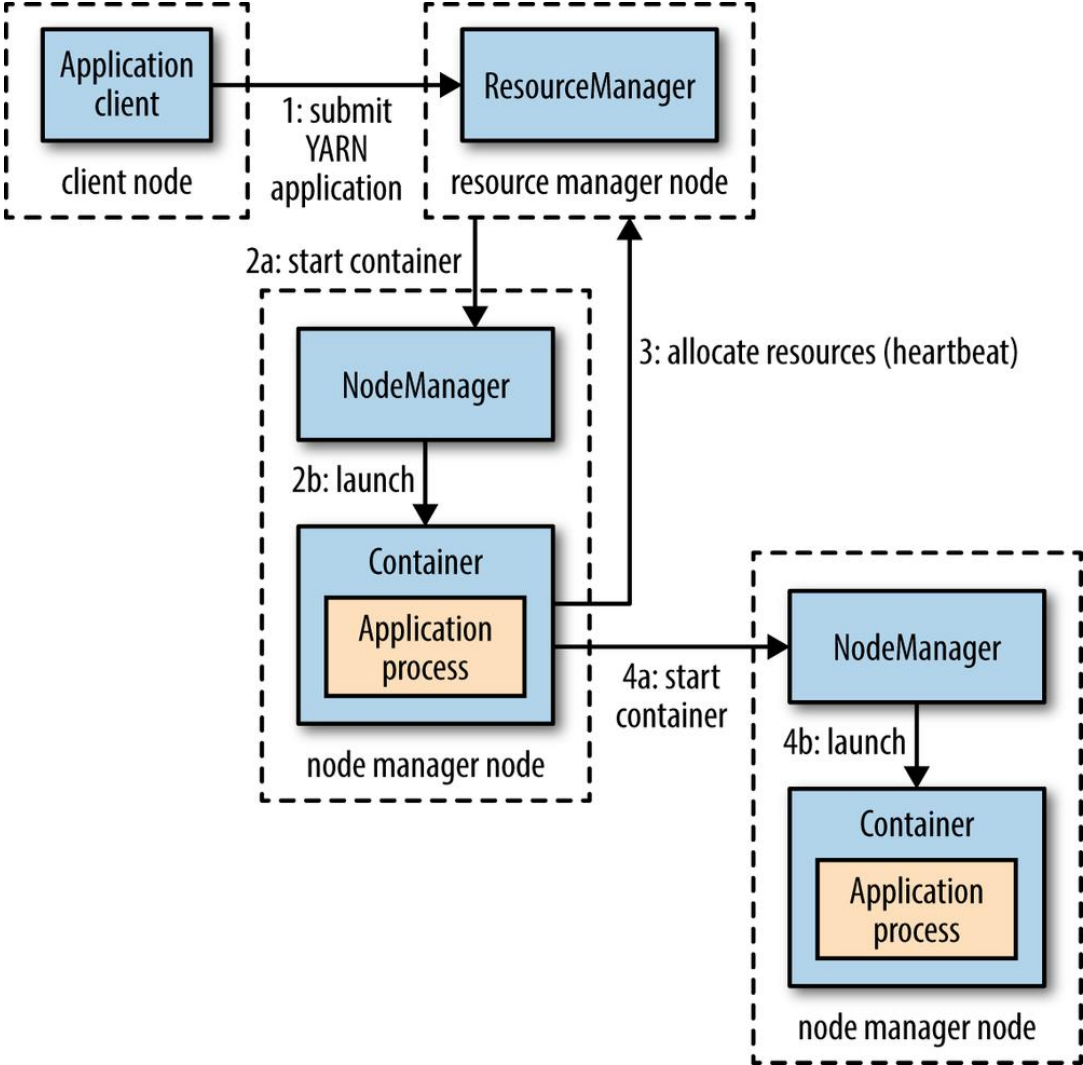 Application
client
client node
1: submit
YARN
application
ResourceManager
resource manager node
2a: start container
NodeManager
2b: launch
Container
Application
process
node manager node
3: allocate resources (heartbeat)
4a: start
container
NodeManager
4b: launch
Container
Application
process
node manager node